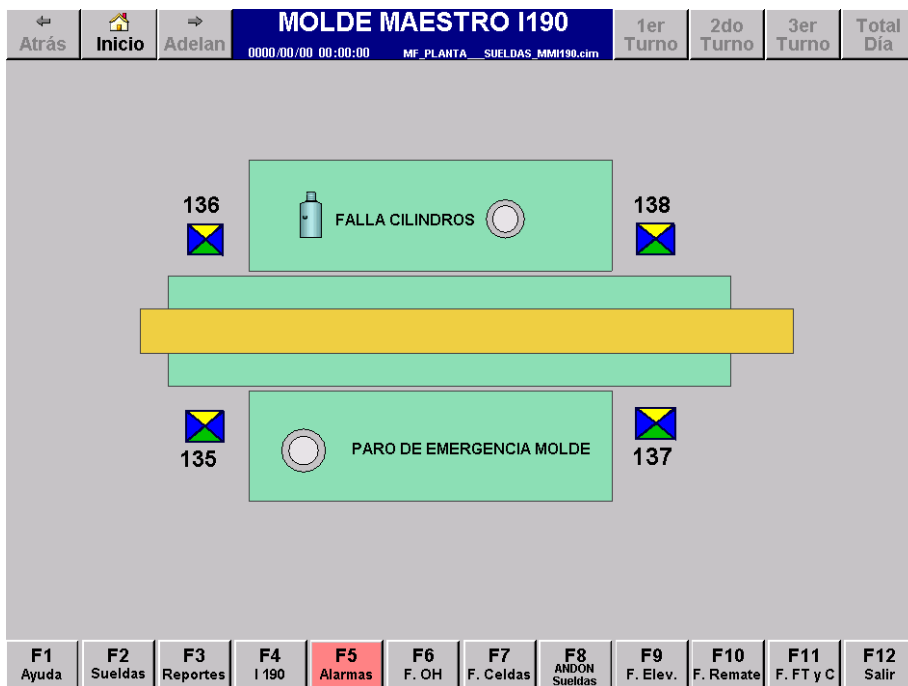 Atrás
Inicio
Adelan
MOLDE MAESTRO I190
0000/00/00 00:00:00 MF_PLANTA___SUELDAS_MMI190.cim
1er
Turno
2do
Turno
3er
Turno
Total
Día
136
138
FALLA CILINDROS
135
137
PARO DE EMERGENCIA MOLDE
F1
Ayuda
F2
Sueldas
F3
Reportes
F4
I 190
F5
Alarmas
F6
F. OH
F7
F. Celdas
F8
ANDON
Sueldas
F9
F. Elev.
F10
F. Remate
F11
F. FT y C
F12
Salir